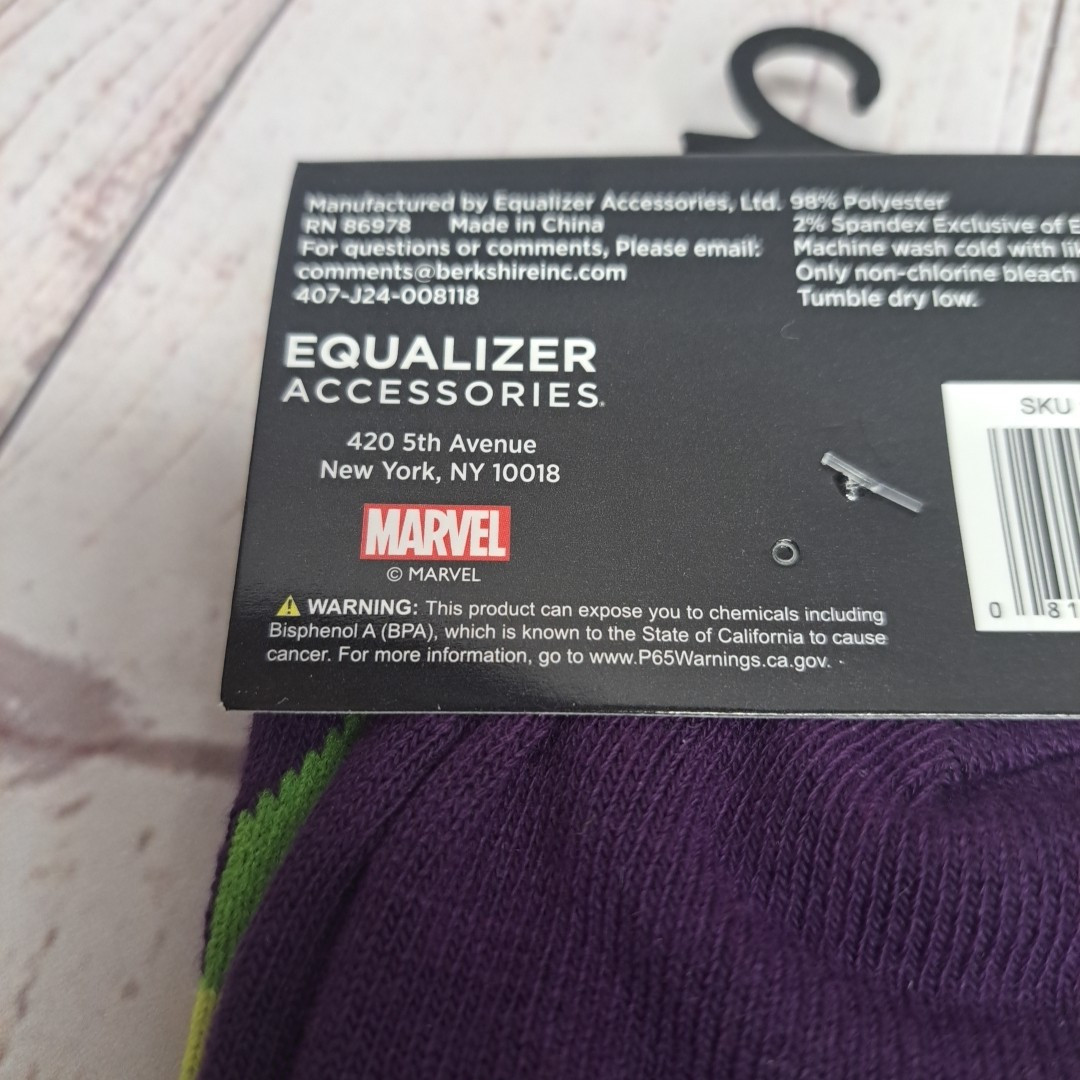 Manufactured by Equalizer Accessories, Ltd.
RN 86978 Made in China
For questions or comments, Please email:
comments@berkshireinc.com
407-J24-008118
98% Polyester
2% Spandex Exclusive of
Machine wash cold with
Only non-chlorine bleach
Tumble dry low.
EQUALIZER
ACCESSORIES.
420 5th Avenue
New York, NY 10018
MARVEL
© MARVEL
WARNING: This product can expose you to chemicals including
Bisphenol A (BPA), which is known to the State of California to cause
cancer. For more information, go to www.P65Warnings.ca.gov.
SKU
0 81